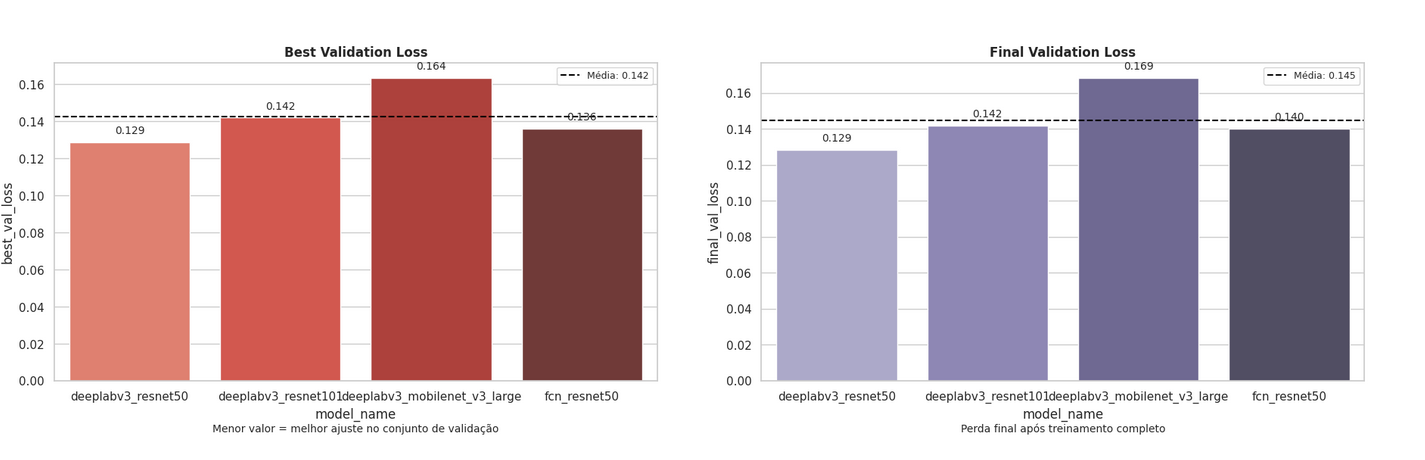 Best Validation Loss
0.164
Média: 0.142
0.16
0.142
0.14
0.136
0.129
0.12
0.10
best_val_loss
0.08
0.06
0.04
0.02
0.00
deeplabv3_resnet50
deeplabv3_resnet101
deeplabv3_mobilenet_v3_large
fcn_resnet50
model_name
Menor valor = melhor ajuste no conjunto de validação
Final Validation Loss
0.169
Média: 0.145
0.16
0.142
0.140
0.14
0.129
0.12
0.10
final_val_loss
0.08
0.06
0.04
0.02
0.00
deeplabv3_resnet50
deeplabv3_resnet101
deeplabv3_mobilenet_v3_large
fcn_resnet50
model_name
Perda final após treinamento completo